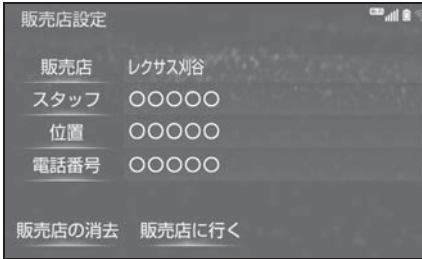 販売店設定
販売店 レクサス刈谷
スタッフ ○○○○○
位置 ○○○○○
電話番号 ○○○○○
販売店の消去 販売店に行く